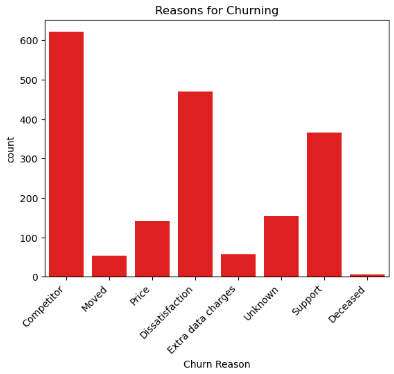 Reasons for Churning
600
500
400
300
200
100
0
count
Competitor
Moved
Price
Dissatisfaction
Extra data charges
Unknown
Support
Deceased
Churn Reason